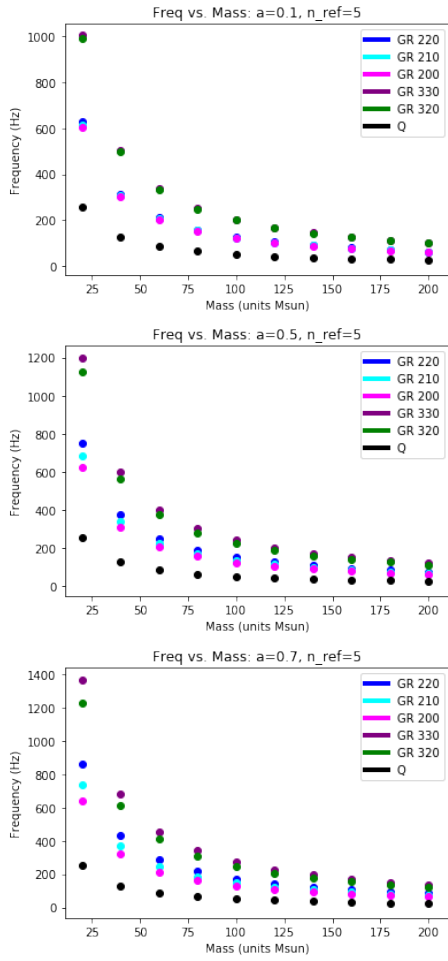 Freq vs. Mass: a=0.1, n_ref=5
Frequency (Hz)
1000
800
600
400
200
0
GR 220
GR 210
GR 200
GR 330
GR 320
Q
25 50 75 100 125 150 175 200
Mass (units Msun)
Freq vs. Mass: a=0.5, n_ref=5
Frequency (Hz)
1200
1000
800
600
400
200
0
GR 220
GR 210
GR 200
GR 330
GR 320
Q
25 50 75 100 125 150 175 200
Mass (units Msun)
Freq vs. Mass: a=0.7, n_ref=5
Frequency (Hz)
1400
1200
1000
800
600
400
200
0
GR 220
GR 210
GR 200
GR 330
GR 320
Q
25 50 75 100 125 150 175 200
Mass (units Msun)